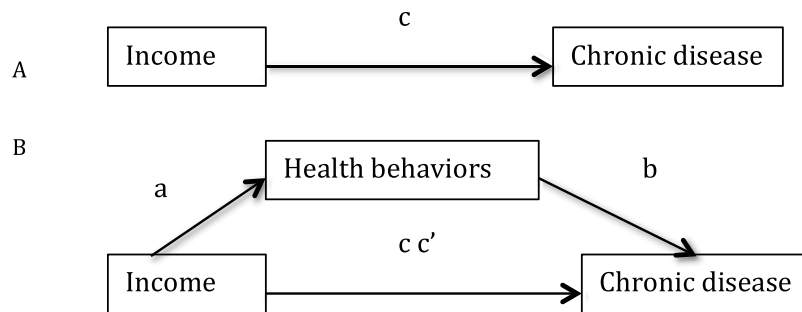 c
Income
Chronic disease
A
B
Health behaviors
a
b
c c’
Income
Chronic disease